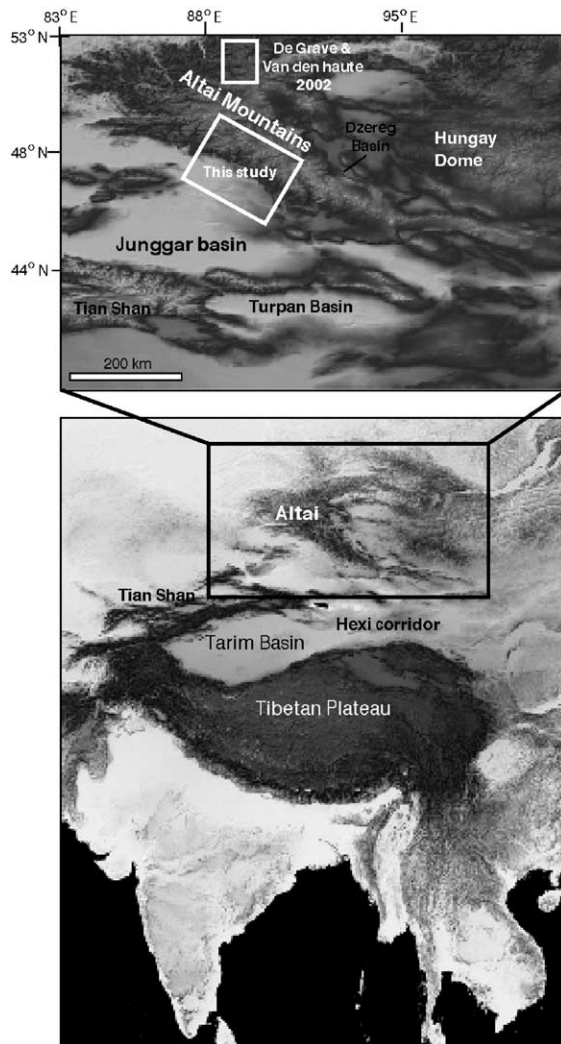 83° E
88° E
95° E
53° N
De Grave &
Van den haute
2002
Altai Mountains
Dzereg
Basin
Hungay
Dome
48° N
This study
Junggar basin
44° N
Tian Shan
Turpan Basin
200 km
Altai
Tian Shan
Hexi corridor
Tarim Basin
Tibetan Plateau